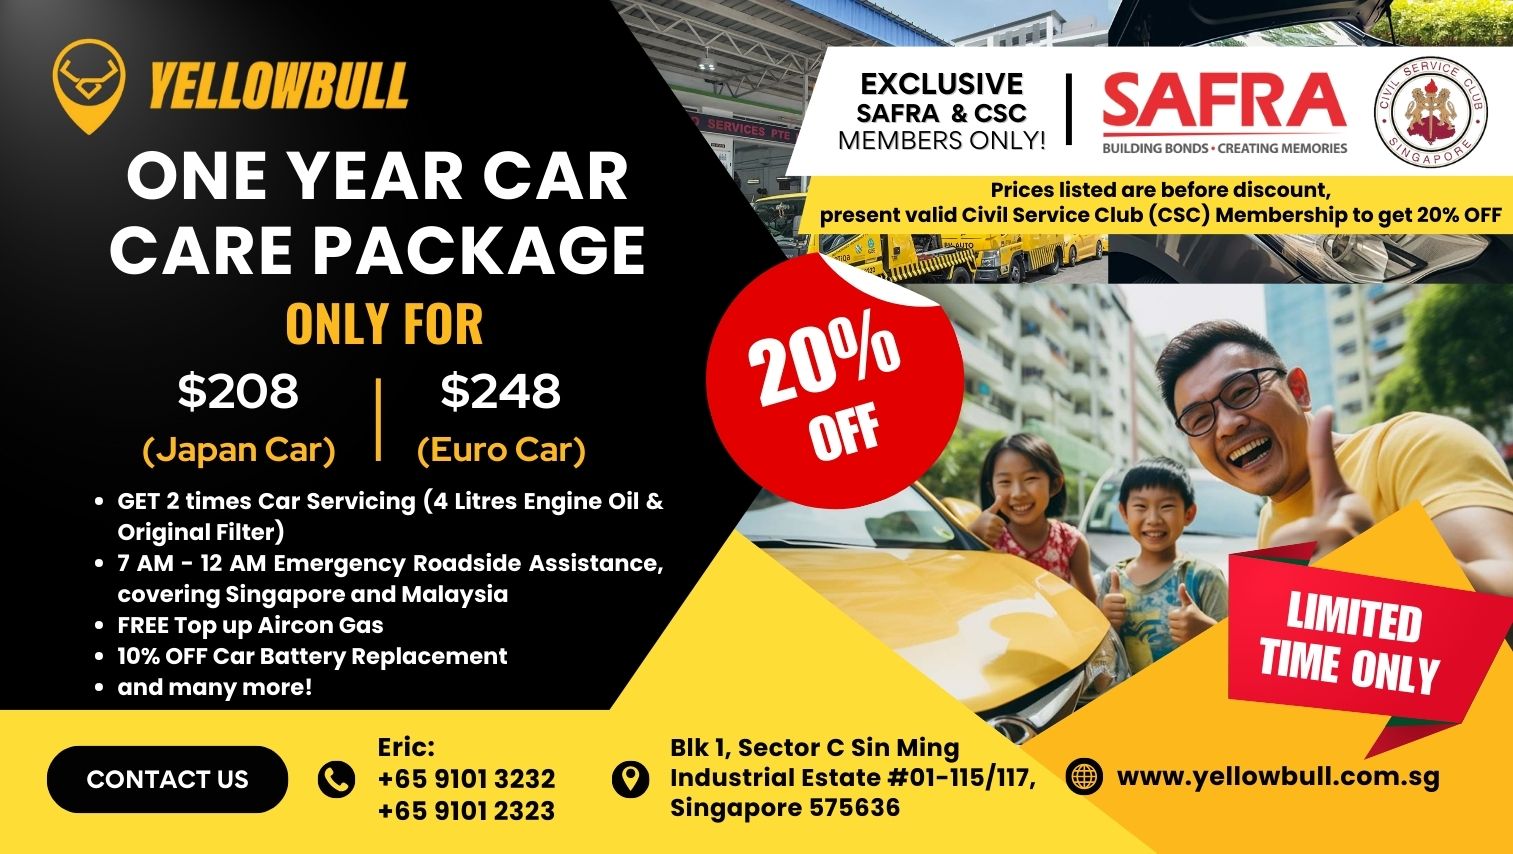 YELLOWBULL
ONE YEAR CAR
CARE PACKAGE
ONLY FOR
$208
(Japan Car)
$248
(Euro Car)
• GET 2 times Car Servicing (4 Litres Engine Oil &
Original Filter)
• 7 AM - 12 AM Emergency Roadside Assistance,
covering Singapore and Malaysia
• FREE Top up Aircon Gas
• 10% OFF Car Battery Replacement
• and many more!
EXCLUSIVE
SAFRA & CSC
MEMBERS ONLY!
SAFRA
BUILDING BONDS • CREATING MEMORIES
CIVIL SERVICE CLUB
SINGAPORE
Prices listed are before discount,
present valid Civil Service Club (CSC) Membership to get 20% OFF
SERVICES PTE
20%
OFF
LIMITED
TIME ONLY
CONTACT US
Eric:
+65 9101 3232
+65 9101 2323
Blk 1, Sector C Sin Ming
Industrial Estate #01-115/117,
Singapore 575636
www.yellowbull.com.sg